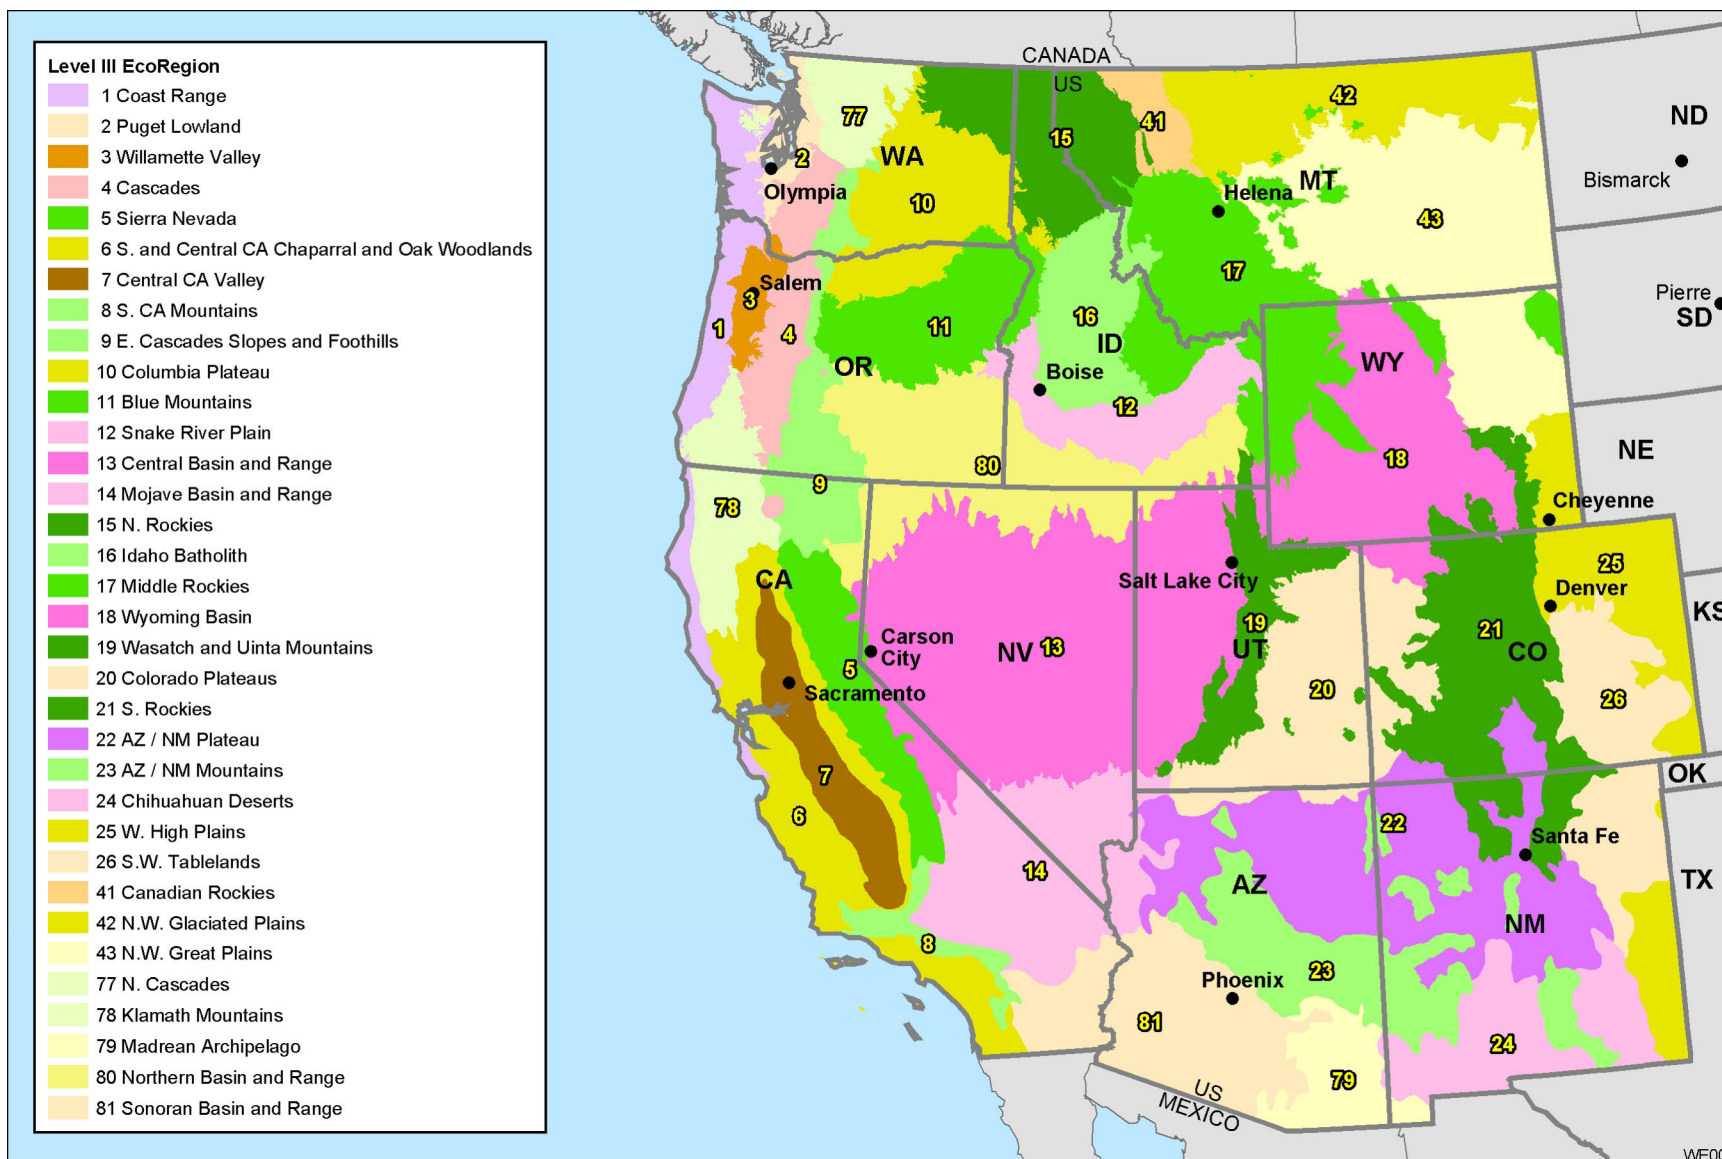 Level III EcoRegion
1 Coast Range
2 Puget Lowland
3 Willamette Valley
4 Cascades
5 Sierra Nevada
6 S. and Central CA Chaparral and Oak Woodlands
7 Central CA Valley
8 S. CA Mountains
9 E. Cascades Slopes and Foothills
10 Columbia Plateau
11 Blue Mountains
12 Snake River Plain
13 Central Basin and Range
14 Mojave Basin and Range
15 N. Rockies
16 Idaho Batholith
17 Middle Rockies
18 Wyoming Basin
19 Wasatch and Uinta Mountains
20 Colorado Plateaus
21 S. Rockies
22 AZ / NM Plateau
23 AZ / NM Mountains
24 Chihuahuan Deserts
25 W. High Plains
26 S.W. Tablelands
41 Canadian Rockies
42 N.W. Glaciated Plains
43 N.W. Great Plains
77 N. Cascades
78 Klamath Mountains
79 Madrean Archipelago
80 Northern Basin and Range
81 Sonoran Basin and Range
CANADA
US
42
77
41
ND
15
2
WA
Bismarck
Olympia
Helena
MT
10
43
17
Salem
3
Pierre
SD
1
4
11
16
ID
OR
Boise
WY
12
NE
80
18
9
78
Cheyenne
CA
Salt Lake City
25
Denver
KS
19
21
Carson
City
NV
13
UT
CO
5
Sacramento
20
26
7
OK
6
22
Santa Fe
14
AZ
TX
NM
8
23
Phoenix
81
24
79
US
MEXICO
WE00